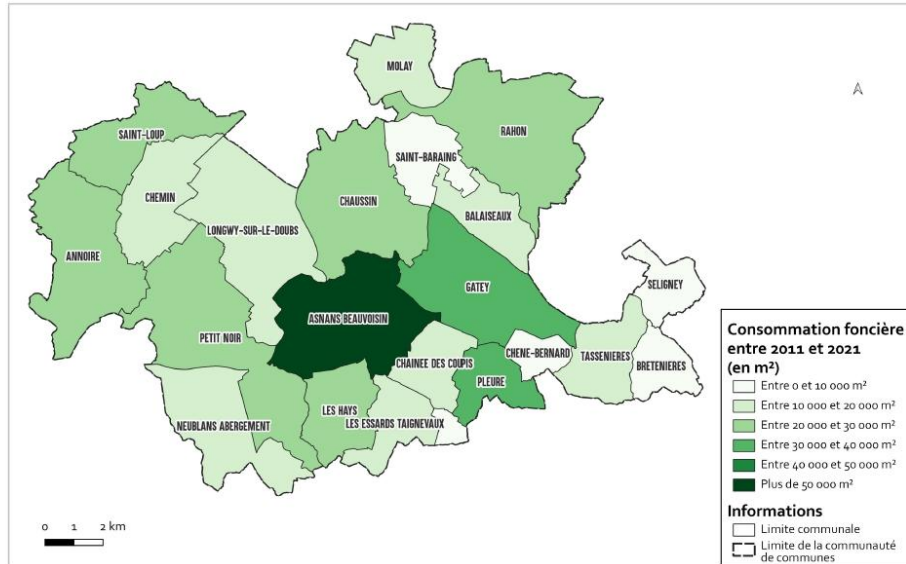 MOLAY
RAHON
SAINT-LOUP
SAINT-BARAING
CHEMIN
CHAUSSIN
BALAISEAUX
LONGWY-SUR-LE-DOUBS
ANNOIRE
GATEY
SELIGNEY
ASNANS BEAUVOISIN
PETIT NOIR
CHENE-BERNARD
TASSENIERES
BRETENIERES
CHAINEE DES COUPIS
PLEURE
LES HAYS
NEUBLANS ABERGEMENT
LES ESSARDS TAIGNEVAUX
0 1 2 km
Consommation foncière
entre 2011 et 2021
(en m²)
Entre 0 et 10 000 m²
Entre 10 000 et 20 000 m²
Entre 20 000 et 30 000 m²
Entre 30 000 et 40 000 m²
Entre 40 000 et 50 000 m²
Plus de 50 000 m²
Informations
Limite communale
Limite de la communauté
de communes